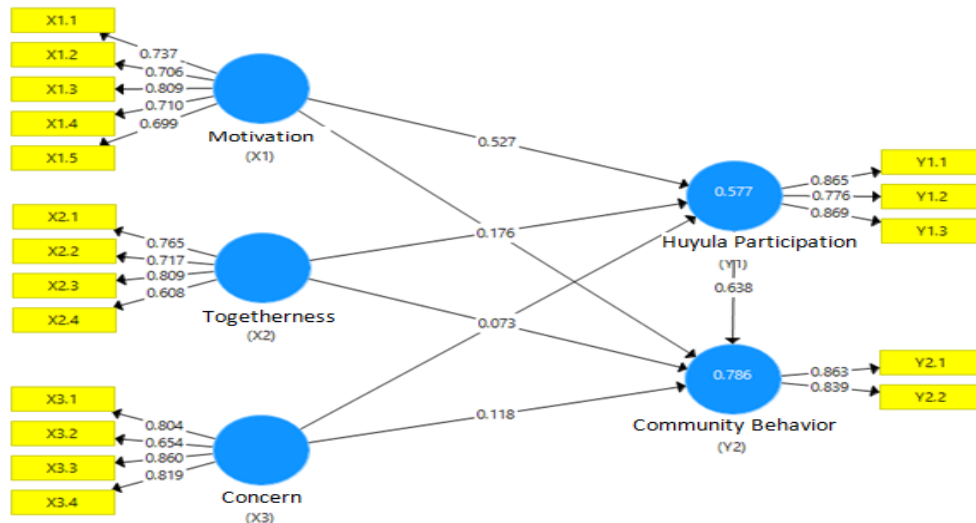 X1.1
X1.2
X1.3
X1.4
X1.5
0.737
0.706
0.809
0.710
0.699
Motivation
(X1)
X2.1
X2.2
X2.3
X2.4
0.765
0.717
0.809
0.608
Togetherness
(X2)
X3.1
X3.2
X3.3
X3.4
0.804
0.654
0.860
0.819
Concern
(X3)
0.527
0.176
0.073
0.118
0.577
Huyula Participation
(Y1)
0.638
0.865
0.776
0.869
Y1.1
Y1.2
Y1.3
0.786
Community Behavior
(Y2)
0.863
0.839
Y2.1
Y2.2